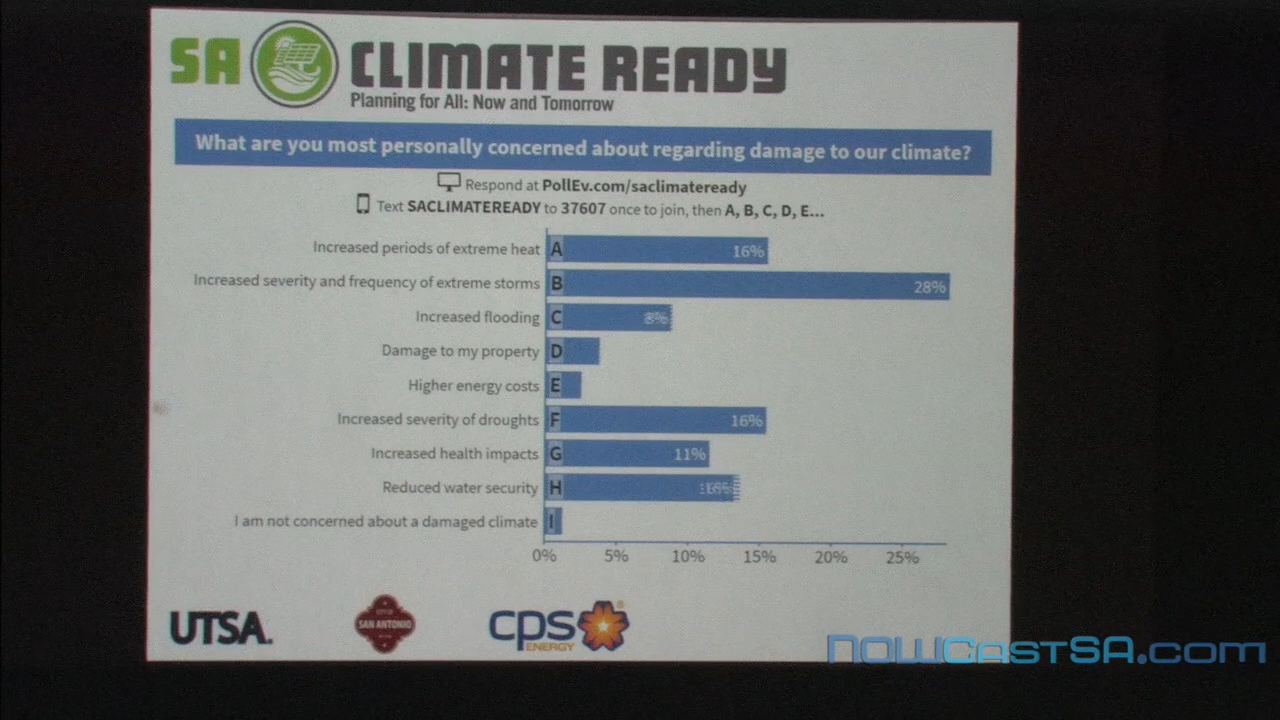 SA CLIMATE READY
Planning for All: Now and Tomorrow
What are you most personally concerned about regarding damage to our climate?
Respond at PollEv.com/saclimateready
Text SACLIMATEREADY to 37607 once to join, then A, B, C, D, E...
Increased periods of extreme heat A 16%
Increased severity and frequency of extreme storms B 28%
Increased flooding C
Damage to my property D
Higher energy costs E
Increased severity of droughts F 16%
Increased health impacts G 11%
Reduced water security H
I am not concerned about a damaged climate I
0% 5% 10% 15% 20% 25%
UTSA. SAN ANTONIO cps ENERGY
NOWCastSA.com